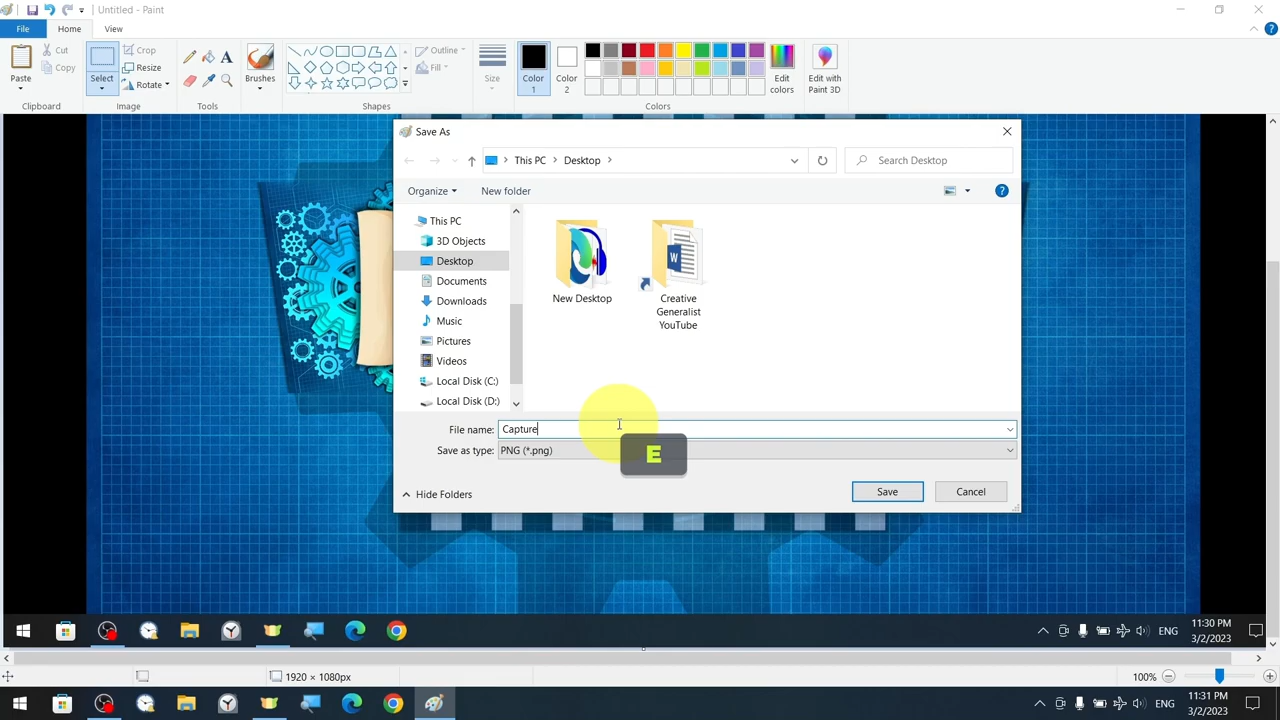 Untitled - Paint
File
Home
View
Paste
Cut
Copy
Clipboard
Select
Crop
Resize
Rotate
Image
A
Tools
Brushes
Shapes
Outline
Fill
Size
Color
1
Color
2
Colors
Edit
colors
Edit with
Paint 3D
Save As
This PC
Desktop
Search Desktop
Organize
New folder
This PC
3D Objects
Desktop
Documents
Downloads
Music
Pictures
Videos
Local Disk (C:)
Local Disk (D:)
New Desktop
W
Creative
Generalist
YouTube
File name: Capture
Save as type: PNG (*.png)
E
Hide Folders
Save
Cancel
ENG
11:30 PM
3/2/2023
1920 × 1080px
100%
ENG
11:31 PM
3/2/2023